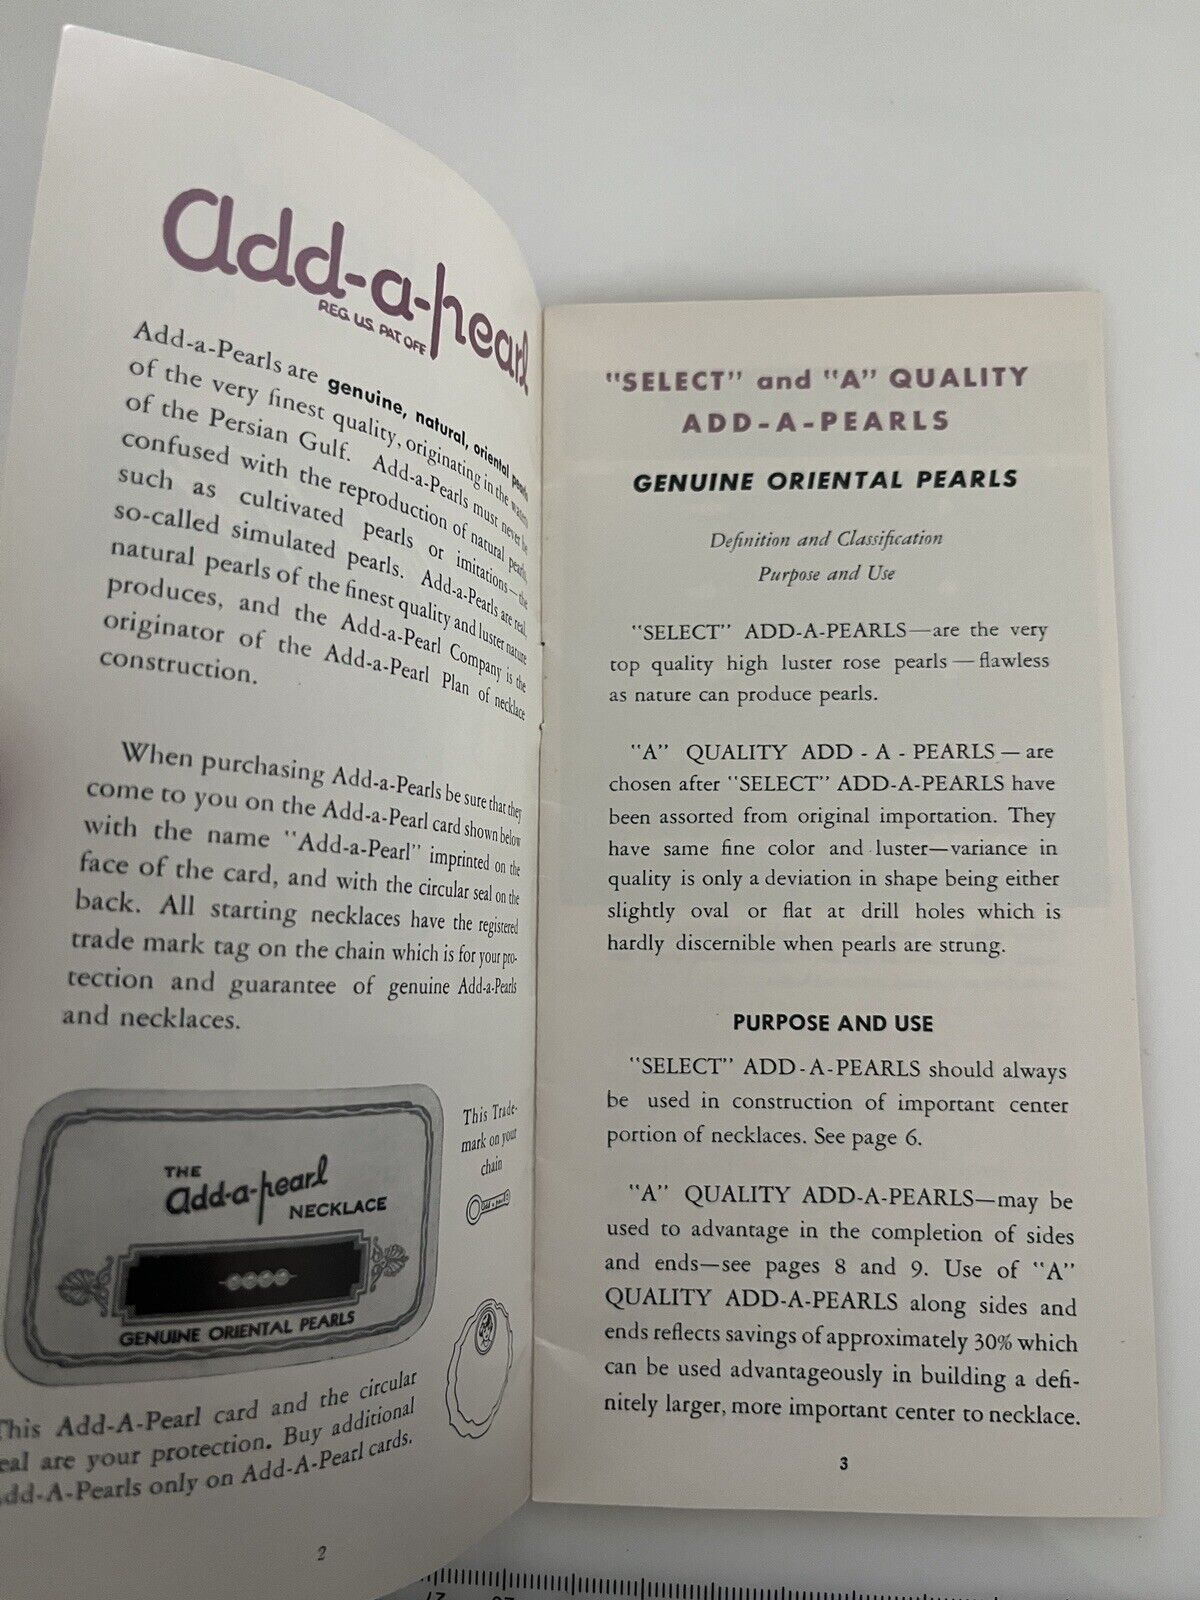 add-a-pearl
REG. U.S. PAT. OFF.
Add-a-Pearls are genuine, natural, oriental pearls
of the very finest quality, originating in the waters
of the Persian Gulf. Add-a-Pearls must never be
confused with the reproduction of natural pearls,
such as cultivated pearls or imitations—the
so-called simulated pearls. Add-a-Pearls are real,
natural pearls of the finest quality and luster nature
produces, and the Add-a-Pearl Company is the
originator of the Add-a-Pearl Plan of necklace
construction.
When purchasing Add-a-Pearls be sure that they
come to you on the Add-a-Pearl card shown below
with the name "Add-a-Pearl" imprinted on the
face of the card, and with the circular seal on the
back. All starting necklaces have the registered
trade mark tag on the chain which is for your pro-
tection and guarantee of genuine Add-a-Pearls
and necklaces.
THE
add-a-pearl
NECKLACE
GENUINE ORIENTAL PEARLS
This Trade-
mark on your
chain
This Add-A-Pearl card and the circular
eal are your protection. Buy additional
dd-A-Pearls only on Add-A-Pearl cards.
2
"SELECT" and "A" QUALITY
ADD-A-PEARLS
GENUINE ORIENTAL PEARLS
Definition and Classification
Purpose and Use
"SELECT" ADD-A-PEARLS—are the very
top quality high luster rose pearls—flawless
as nature can produce pearls.
"A" QUALITY ADD-A-PEARLS—are
chosen after "SELECT" ADD-A-PEARLS have
been assorted from original importation. They
have same fine color and luster—variance in
quality is only a deviation in shape being either
slightly oval or flat at drill holes which is
hardly discernible when pearls are strung.
PURPOSE AND USE
"SELECT" ADD-A-PEARLS should always
be used in construction of important center
portion of necklaces. See page 6.
"A" QUALITY ADD-A-PEARLS—may be
used to advantage in the completion of sides
and ends—see pages 8 and 9. Use of "A"
QUALITY ADD-A-PEARLS along sides and
ends reflects savings of approximately 30% which
can be used advantageously in building a defi-
nitely larger, more important center to necklace.
3